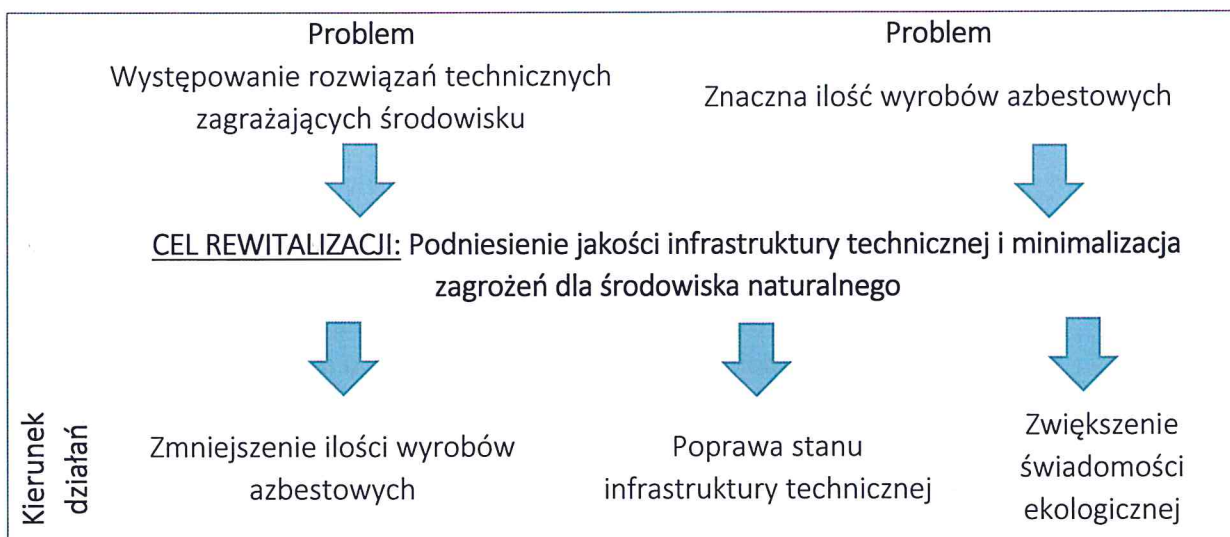 Problem
Występowanie rozwiązań technicznych
zagrażających środowisku
Problem
Znaczna ilość wyrobów azbestowych
CEL REWITALIZACJI: Podniesienie jakości infrastruktury technicznej i minimalizacja
zagrożeń dla środowiska naturalnego
Kierunek
działań
Zmniejszenie ilości wyrobów
azbestowych
Poprawa stanu
infrastruktury technicznej
Zwiększenie
świadomości
ekologicznej